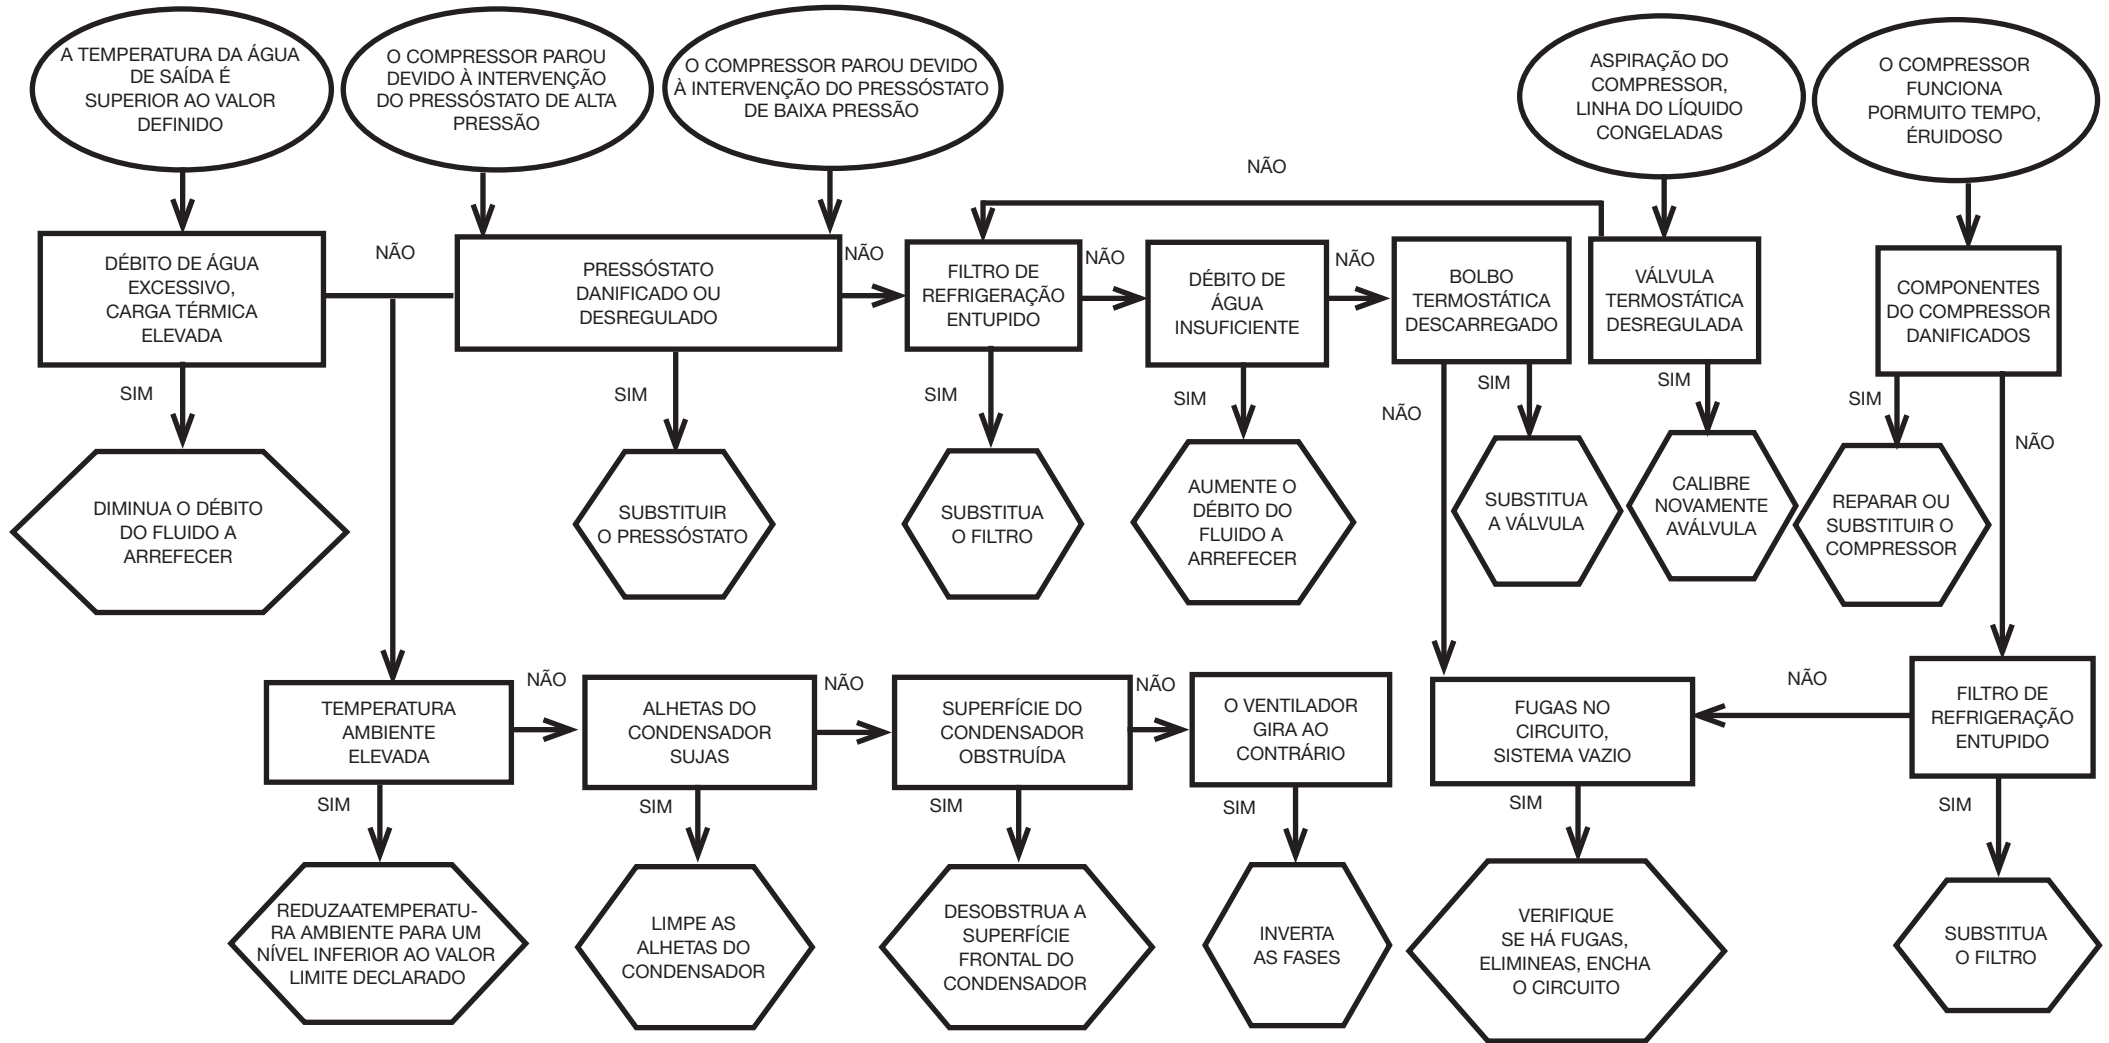 A TEMPERATURA DA ÁGUA
DE SAÍDA É
SUPERIOR AO VALOR
DEFINIDO
O COMPRESSOR PAROU
DEVIDO À INTERVENÇÃO
DO PRESSÓSTATO DE ALTA
PRESSÃO
O COMPRESSOR PAROU DEVIDO
À INTERVENÇÃO DO PRESSÓSTATO
DE BAIXA PRESSÃO
ASPIRAÇÃO DO
COMPRESSOR,
LINHA DO LÍQUIDO
CONGELADAS
O COMPRESSOR
FUNCIONA
PORMUITO TEMPO,
ÉRUIDOSO
NÃO
DÉBITO DE ÁGUA
EXCESSIVO,
CARGA TÉRMICA
ELEVADA
NÃO
PRESSÓSTATO
DANIFICADO OU
DESREGULADO
NÃO
FILTRO DE
REFRIGERAÇÃO
ENTUPIDO
NÃO
DÉBITO DE
ÁGUA
INSUFICIENTE
NÃO
BOLBO
TERMOSTÁTICA
DESCARREGADO
VÁLVULA
TERMOSTÁTICA
DESREGULADA
COMPONENTES
DO COMPRESSOR
DANIFICADOS
SIM
SIM
SIM
SIM
NÃO
SIM
SIM
SIM
NÃO
DIMINUA O DÉBITO
DO FLUIDO A
ARREFECER
SUBSTITUIR
O PRESSÓSTATO
SUBSTITUA
O FILTRO
AUMENTE O
DÉBITO DO
FLUIDO A
ARREFECER
SUBSTITUA
A VÁLVULA
CALIBRE
NOVAMENTE
AVÁLVULA
REPARAR OU
SUBSTITUIR O
COMPRESSOR
TEMPERATURA
AMBIENTE
ELEVADA
NÃO
ALHETAS DO
CONDENSADOR
SUJAS
NÃO
SUPERFÍCIE DO
CONDENSADOR
OBSTRUÍDA
NÃO
O VENTILADOR
GIRA AO
CONTRÁRIO
FUGAS NO
CIRCUITO,
SISTEMA VAZIO
NÃO
FILTRO DE
REFRIGERAÇÃO
ENTUPIDO
SIM
SIM
SIM
SIM
SIM
SIM
REDUZAATEMPERATU-
RA AMBIENTE PARA UM
NÍVEL INFERIOR AO VALOR
LIMITE DECLARADO
LIMPE AS
ALHETAS DO
CONDENSADOR
DESOBSTRUA A
SUPERFÍCIE
FRONTAL DO
CONDENSADOR
INVERTA
AS FASES
VERIFIQUE
SE HÁ FUGAS,
ELIMINEAS, ENCHA
O CIRCUITO
SUBSTITUA
O FILTRO